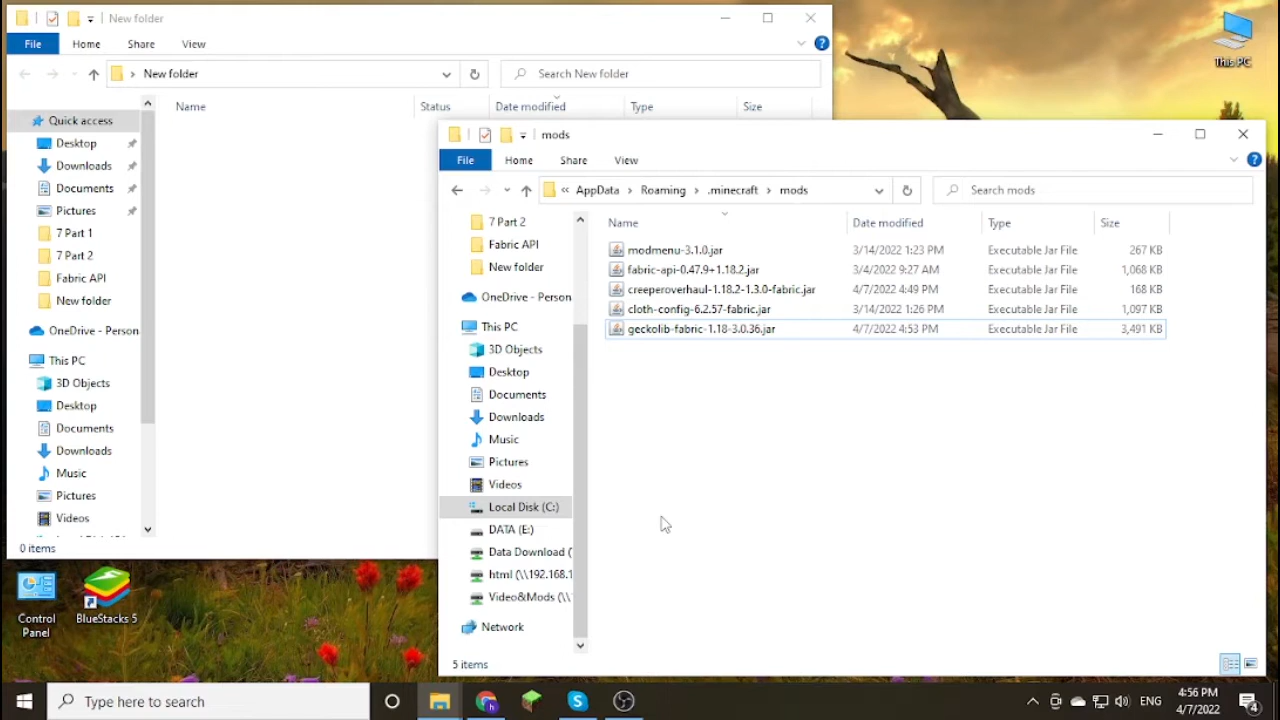 New folder
File Home Share View
New folder
Search New folder
Name Status Date modified Type Size
Quick access
Desktop
Downloads
Documents
Pictures
7 Part 1
7 Part 2
Fabric API
New folder
OneDrive - Person
This PC
3D Objects
Desktop
Documents
Downloads
Music
Pictures
Videos
0 items
mods
File Home Share View
« AppData › Roaming › .minecraft › mods
Search mods
Name Date modified Type Size
modmenu-3.1.0.jar 3/14/2022 1:23 PM Executable Jar File 267 KB
fabric-api-0.47.9+1.18.2.jar 3/4/2022 9:27 AM Executable Jar File 1,068 KB
creeperoverhaul-1.18.2-1.3.0-fabric.jar 4/7/2022 4:49 PM Executable Jar File 168 KB
cloth-config-6.2.57-fabric.jar 3/14/2022 1:26 PM Executable Jar File 1,097 KB
geckolib-fabric-1.18-3.0.36.jar 4/7/2022 4:53 PM Executable Jar File 3,491 KB
7 Part 2
Fabric API
New folder
OneDrive - Person
This PC
3D Objects
Desktop
Documents
Downloads
Music
Pictures
Videos
Local Disk (C:)
DATA (E:)
Data Download (
html (\\192.168.1
Video&Mods (\\
Network
5 items
This PC
Control
Panel
BlueStacks 5
Type here to search
ENG
4:56 PM
4/7/2022
4